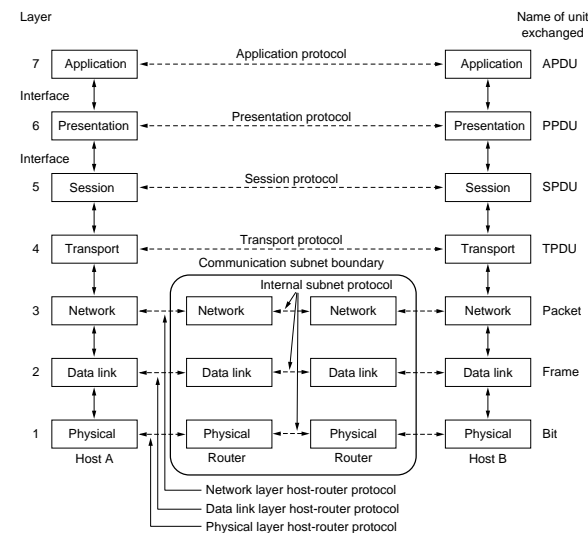 Layer
Name of unit
exchanged
Application protocol
7 Application Application APDU
Interface
Presentation protocol
6 Presentation Presentation PPDU
Interface
Session protocol
5 Session Session SPDU
Transport protocol
4 Transport Transport TPDU
Communication subnet boundary
Internal subnet protocol
3 Network Network Network Network Packet
2 Data link Data link Data link Data link Frame
1 Physical Physical Physical Physical Bit
Host A Router Router Host B
Network layer host-router protocol
Data link layer host-router protocol
Physical layer host-router protocol